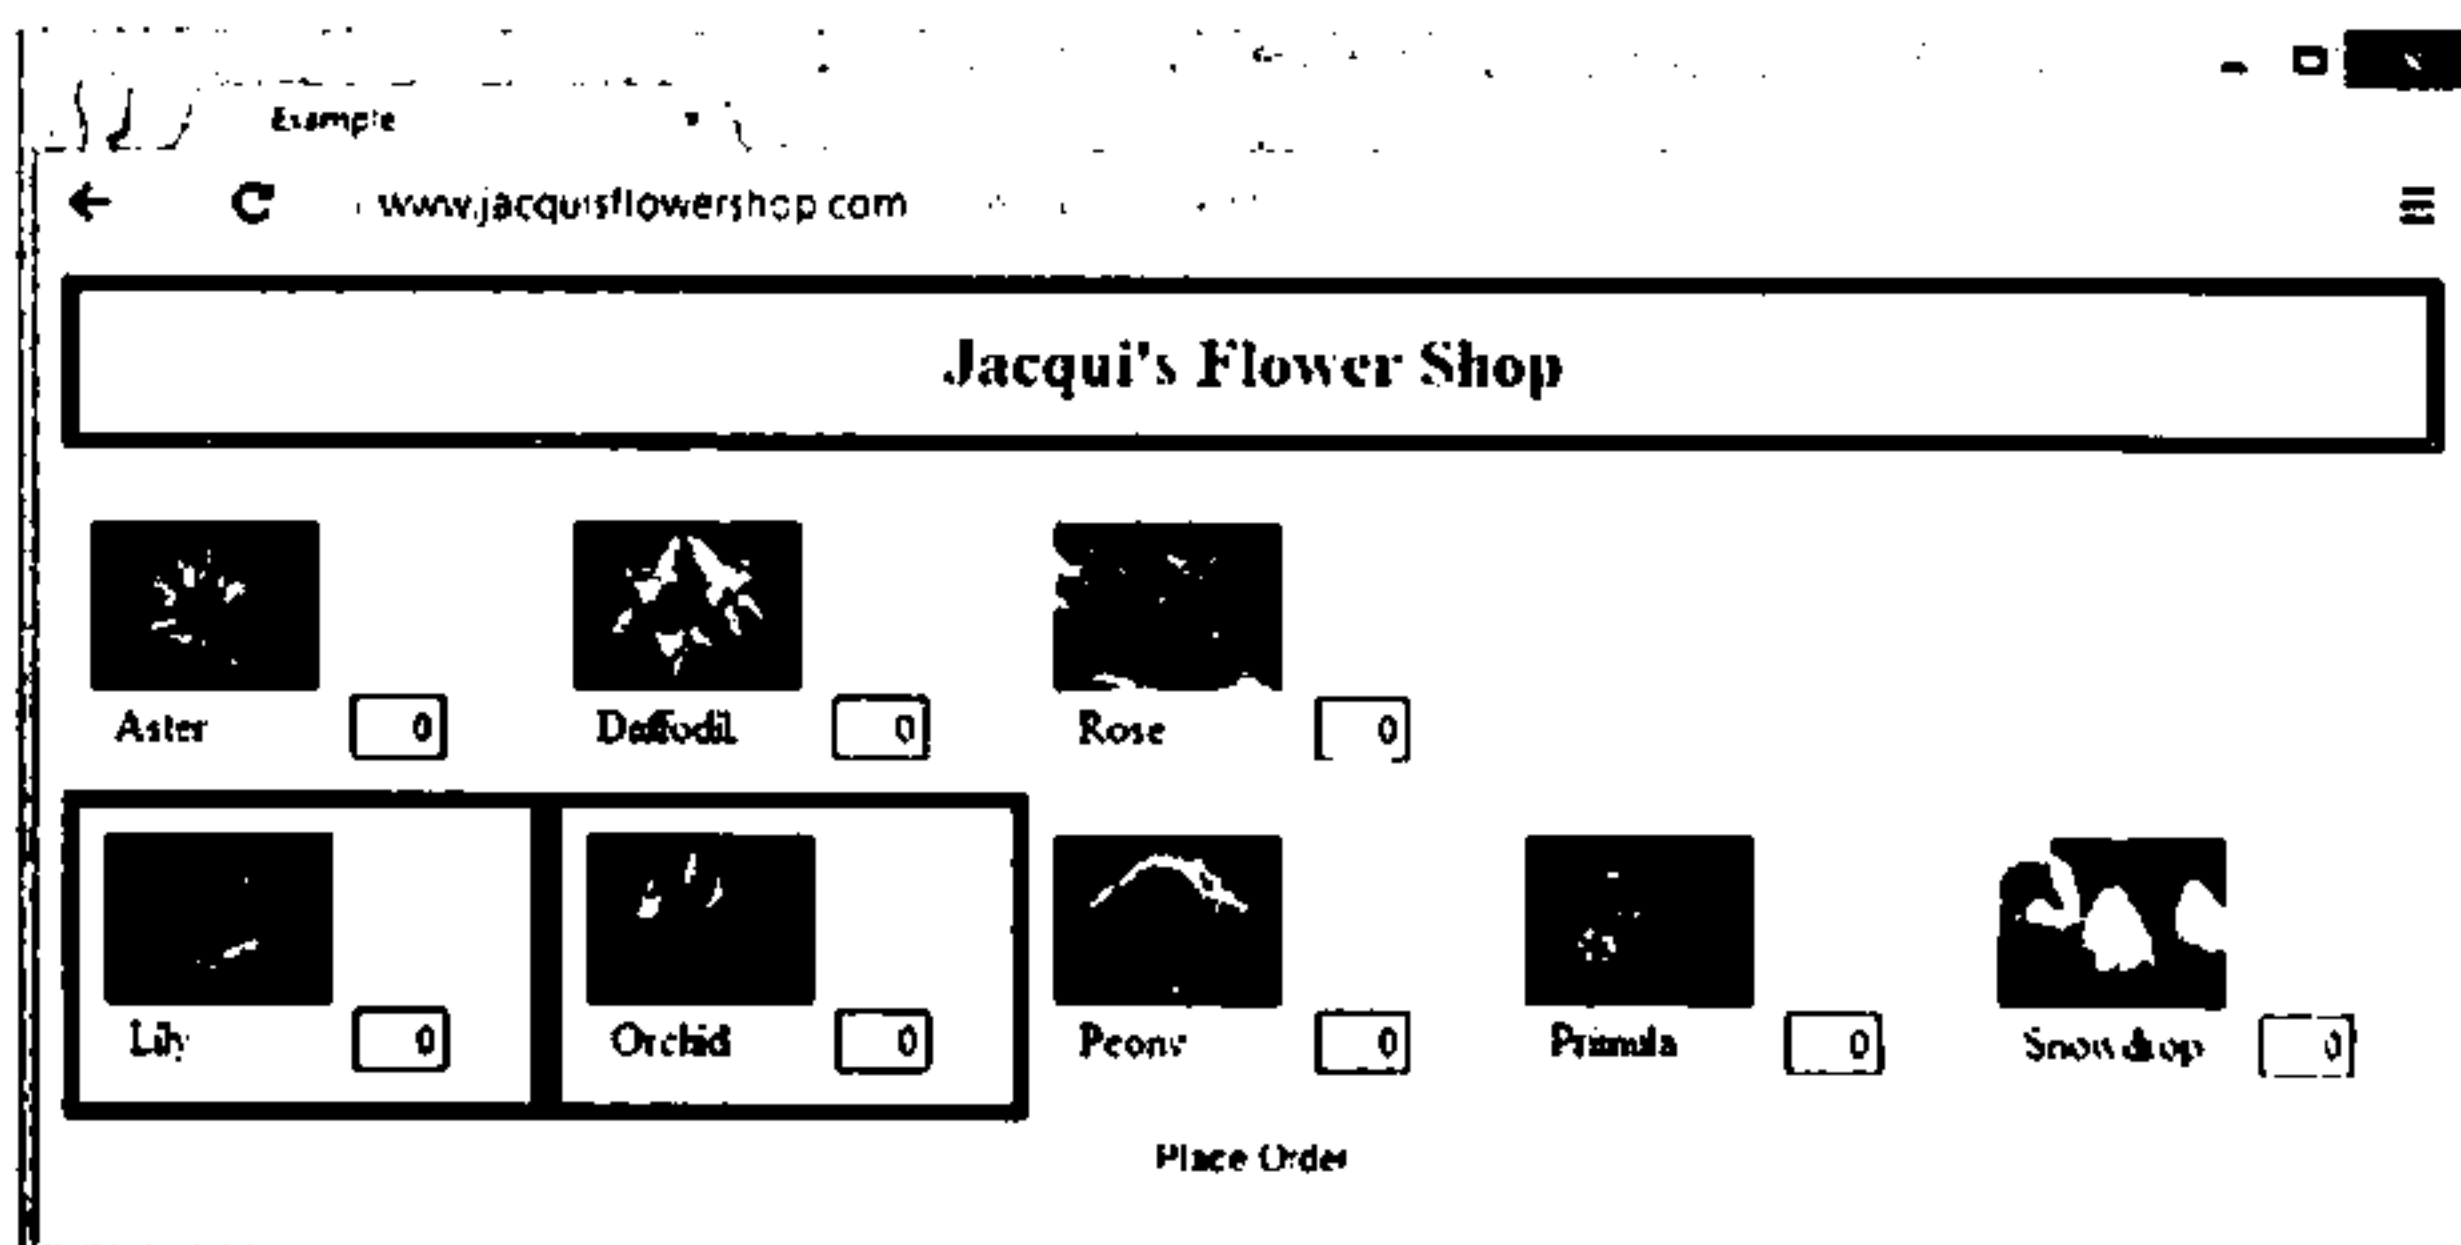 Example
www.jacquisflowershop.com
Jacqui's Flower Shop
Aster 0 Daffodil 0 Rose 0
Lily 0 Orchid 0 Peony 0 Primula 0 Snowdrop 0
Place Order